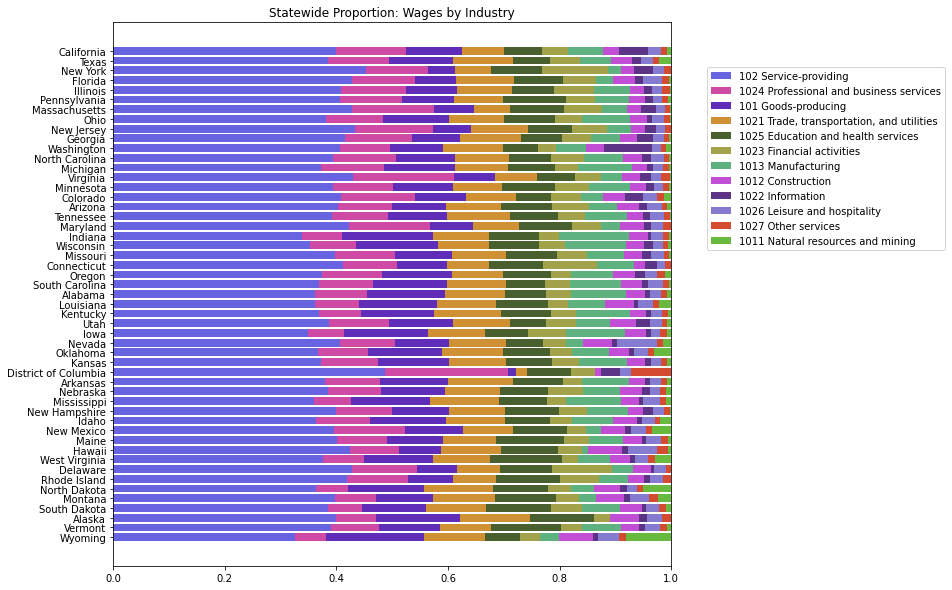 Statewide Proportion: Wages by Industry
California
Texas
New York
Florida
Illinois
Pennsylvania
Massachusetts
Ohio
New Jersey
Georgia
Washington
North Carolina
Michigan
Virginia
Minnesota
Colorado
Arizona
Tennessee
Maryland
Indiana
Wisconsin
Missouri
Connecticut
Oregon
South Carolina
Alabama
Louisiana
Kentucky
Utah
Iowa
Nevada
Oklahoma
Kansas
District of Columbia
Arkansas
Nebraska
Mississippi
New Hampshire
Idaho
New Mexico
Maine
Hawaii
West Virginia
Delaware
Rhode Island
North Dakota
Montana
South Dakota
Alaska
Vermont
Wyoming
0.0 0.2 0.4 0.6 0.8 1.0
102 Service-providing
1024 Professional and business services
101 Goods-producing
1021 Trade, transportation, and utilities
1025 Education and health services
1023 Financial activities
1013 Manufacturing
1012 Construction
1022 Information
1026 Leisure and hospitality
1027 Other services
1011 Natural resources and mining